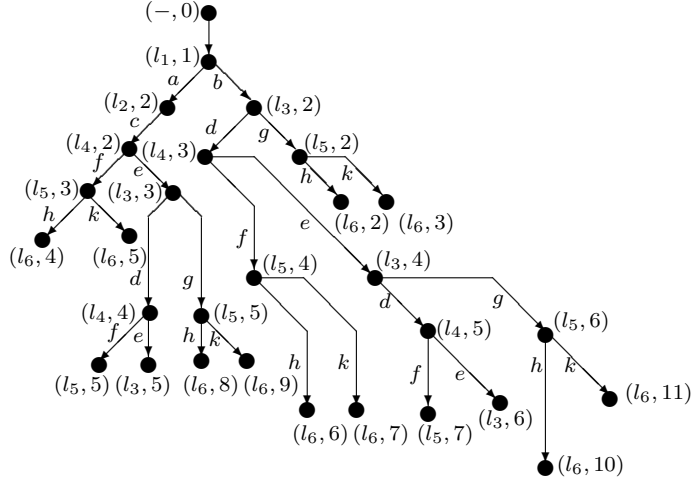 (−, 0)
(l₁, 1)
a b
(l₂, 2) (l₃, 2)
c d g
(l₄, 2) (l₄, 3) (l₅, 2)
f e h k
(l₅, 3) (l₃, 3) (l₆, 2) (l₆, 3)
h k e
(l₆, 4) (l₆, 5) f
d g (l₅, 4) (l₃, 4)
d g
(l₄, 4) (l₅, 5) (l₄, 5) (l₅, 6)
f e h k h k f e h k
(l₅, 5) (l₃, 5) (l₆, 8) (l₆, 9)
(l₆, 11)
(l₆, 6) (l₆, 7) (l₅, 7) (l₃, 6)
(l₆, 10)